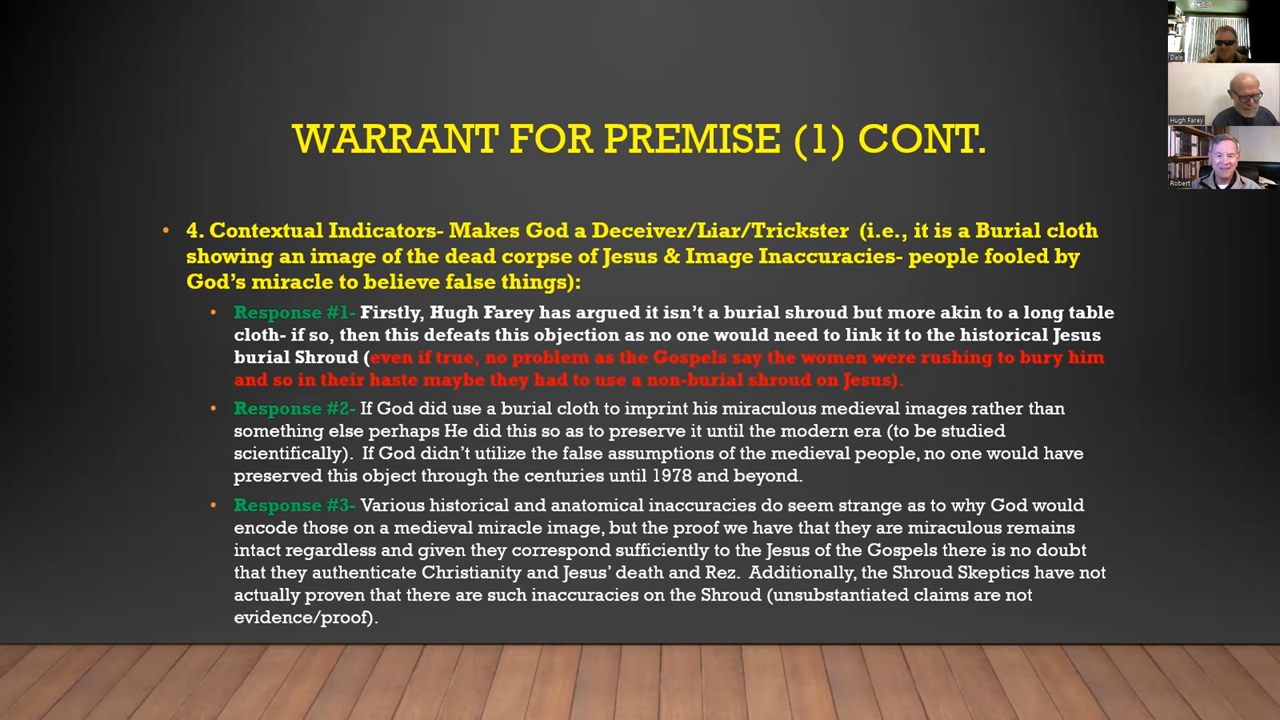 WARRANT FOR PREMISE (1) CONT.
• 4. Contextual Indicators- Makes God a Deceiver/Liar/Trickster (i.e., it is a Burial cloth
showing an image of the dead corpse of Jesus & Image Inaccuracies- people fooled by
God's miracle to believe false things):
• Response #1- Firstly, Hugh Farey has argued it isn't a burial shroud but more akin to a long table
cloth- if so, then this defeats this objection as no one would need to link it to the historical Jesus
burial Shroud (even if true, no problem as the Gospels say the women were rushing to bury him
and so in their haste maybe they had to use a non-burial shroud on Jesus).
• Response #2- If God did use a burial cloth to imprint his miraculous medieval images rather than
something else perhaps He did this so as to preserve it until the modern era (to be studied
scientifically). If God didn't utilize the false assumptions of the medieval people, no one would have
preserved this object through the centuries until 1978 and beyond.
• Response #3- Various historical and anatomical inaccuracies do seem strange as to why God would
encode those on a medieval miracle image, but the proof we have that they are miraculous remains
intact regardless and given they correspond sufficiently to the Jesus of the Gospels there is no doubt
that they authenticate Christianity and Jesus' death and Rez. Additionally, the Shroud Skeptics have not
actually proven that there are such inaccuracies on the Shroud (unsubstantiated claims are not
evidence/proof).
Dale
Hugh Farey
Robert